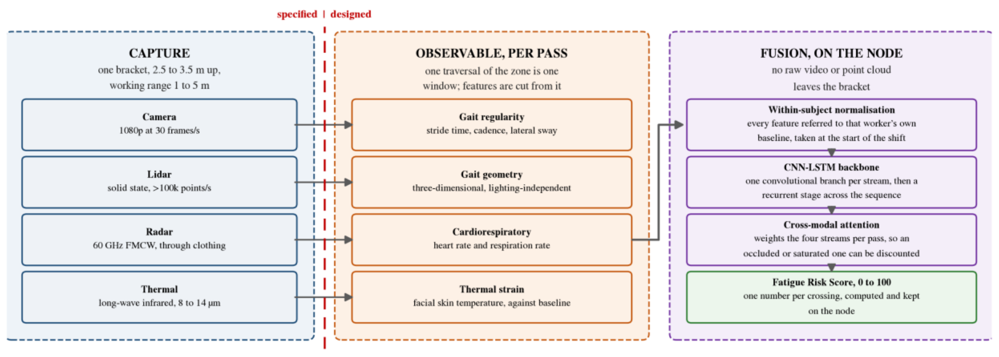 specified | designed
CAPTURE
one bracket, 2.5 to 3.5 m up,
working range 1 to 5 m
Camera
1080p at 30 frames/s
Lidar
solid state, >100k points/s
Radar
60 GHz FMCW, through clothing
Thermal
long-wave infrared, 8 to 14 µm
OBSERVABLE, PER PASS
one traversal of the zone is one
window; features are cut from it
Gait regularity
stride time, cadence, lateral sway
Gait geometry
three-dimensional, lighting-independent
Cardiorespiratory
heart rate and respiration rate
Thermal strain
facial skin temperature, against baseline
FUSION, ON THE NODE
no raw video or point cloud
leaves the bracket
Within-subject normalisation
every feature referred to that worker's own
baseline, taken at the start of the shift
CNN-LSTM backbone
one convolutional branch per stream, then a
recurrent stage across the sequence
Cross-modal attention
weights the four streams per pass, so an
occluded or saturated one can be discounted
Fatigue Risk Score, 0 to 100
one number per crossing, computed and kept
on the node